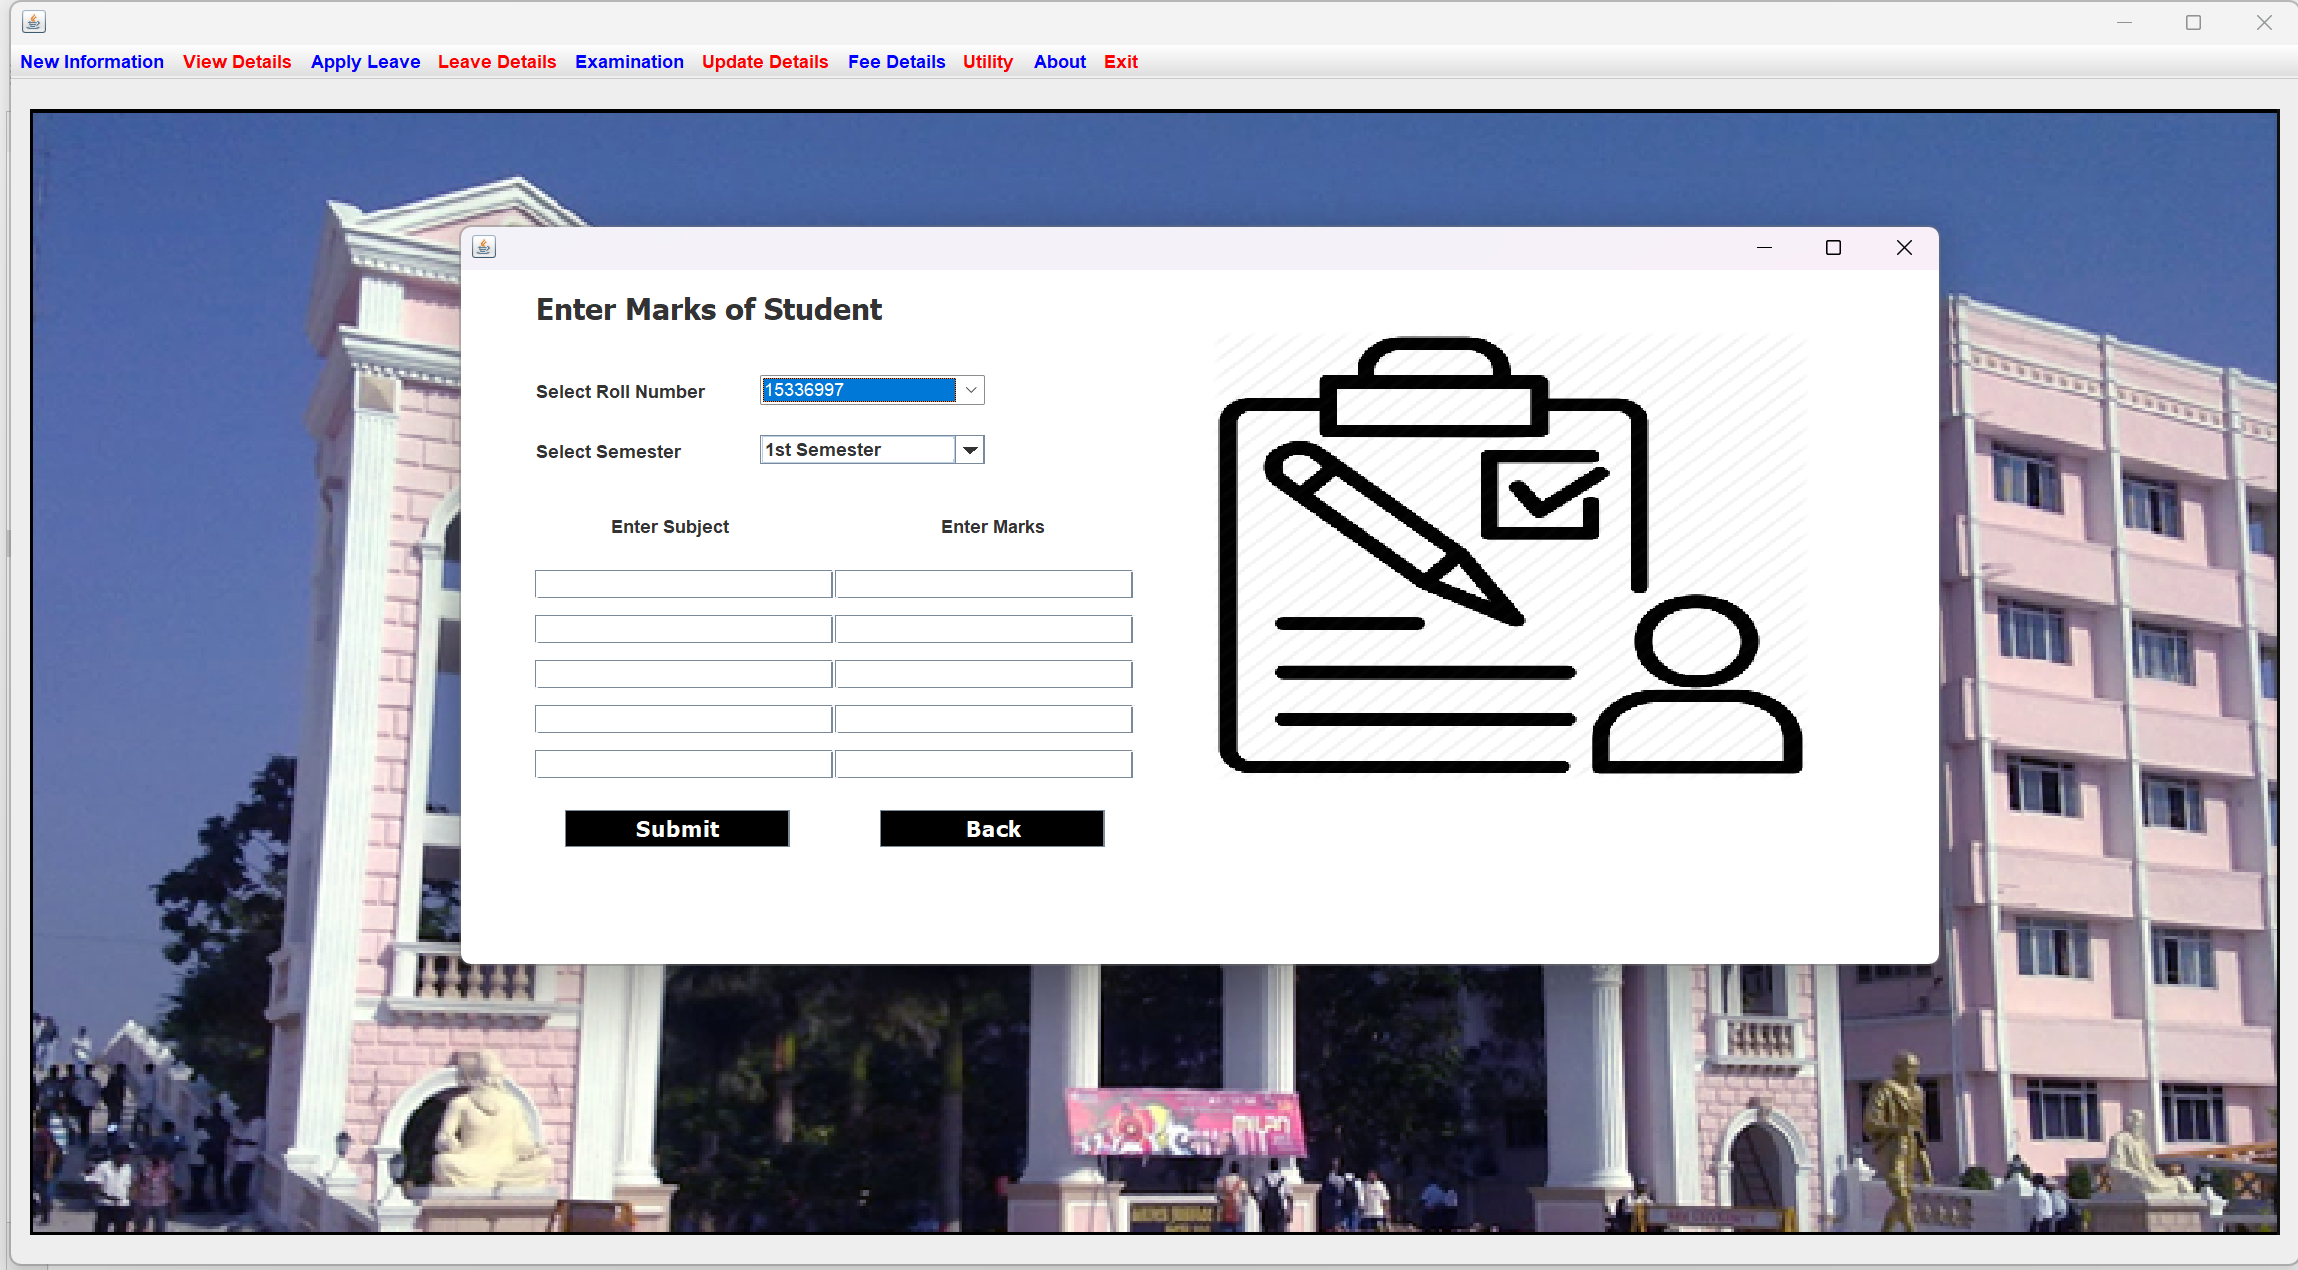 New Information View Details Apply Leave Leave Details Examination Update Details Fee Details Utility About Exit
Enter Marks of Student
Select Roll Number 15336997
Select Semester 1st Semester
Enter Subject Enter Marks
Submit Back
MILAN